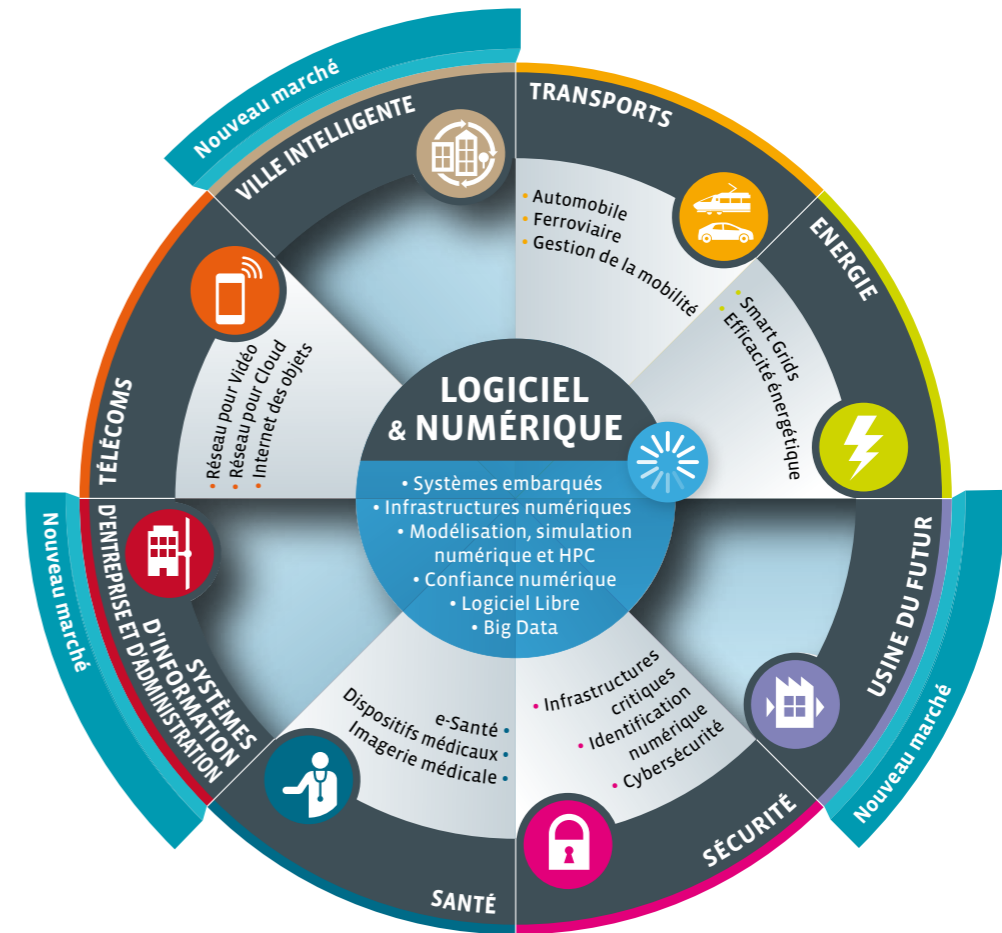 Nouveau marché
VILLE INTELLIGENTE
TRANSPORTS
• Automobile
• Ferroviaire
• Gestion de la mobilité
ENERGIE
• Smart Grids
• Efficacité énergétique
TÉLÉCOMS
• Réseau pour Vidéo
• Réseau pour Cloud
• Internet des objets
LOGICIEL
& NUMÉRIQUE
• Systèmes embarqués
• Infrastructures numériques
• Modélisation, simulation
numérique et HPC
• Confiance numérique
• Logiciel Libre
• Big Data
Nouveau marché
SYSTÈMES
D'INFORMATION
D'ENTREPRISE ET D'ADMINISTRATION
USINE DU FUTUR
Nouveau marché
e-Santé •
Dispositifs médicaux •
Imagerie médicale •
SANTÉ
• Infrastructures
critiques
• Identification
numérique
• Cybersécurité
SÉCURITÉ